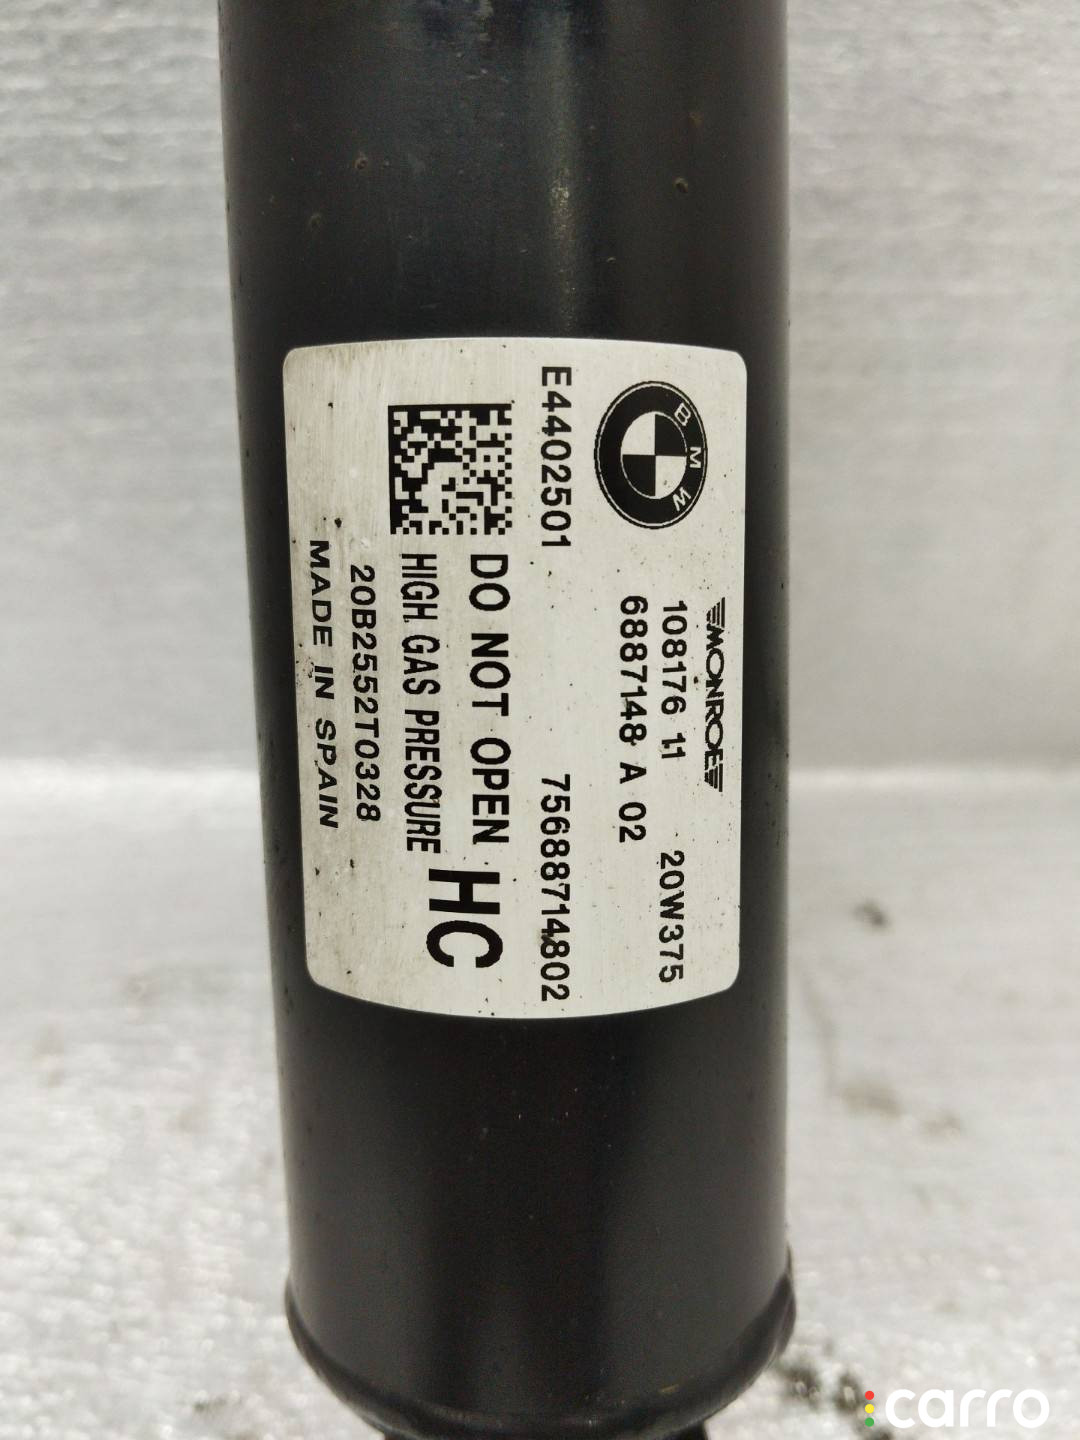 BMW
MONROE
108176 11 20W375
6887148 A 02
E4402501 75688714802
DO NOT OPEN
HIGH GAS PRESSURE
HC
20B2552T0328
MADE IN SPAIN
carro